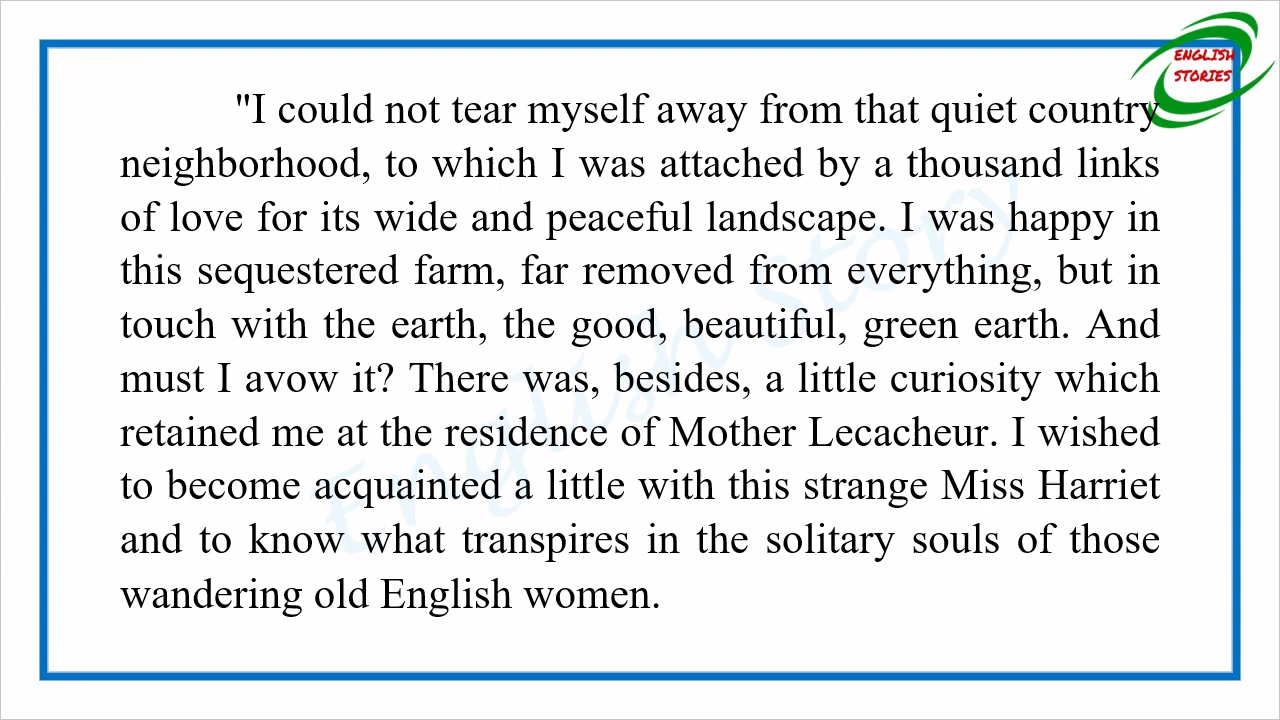 ENGLISH
STORIES
"I could not tear myself away from that quiet country
neighborhood, to which I was attached by a thousand links
of love for its wide and peaceful landscape. I was happy in
this sequestered farm, far removed from everything, but in
touch with the earth, the good, beautiful, green earth. And
must I avow it? There was, besides, a little curiosity which
retained me at the residence of Mother Lecacheur. I wished
to become acquainted a little with this strange Miss Harriet
and to know what transpires in the solitary souls of those
wandering old English women.
English Story